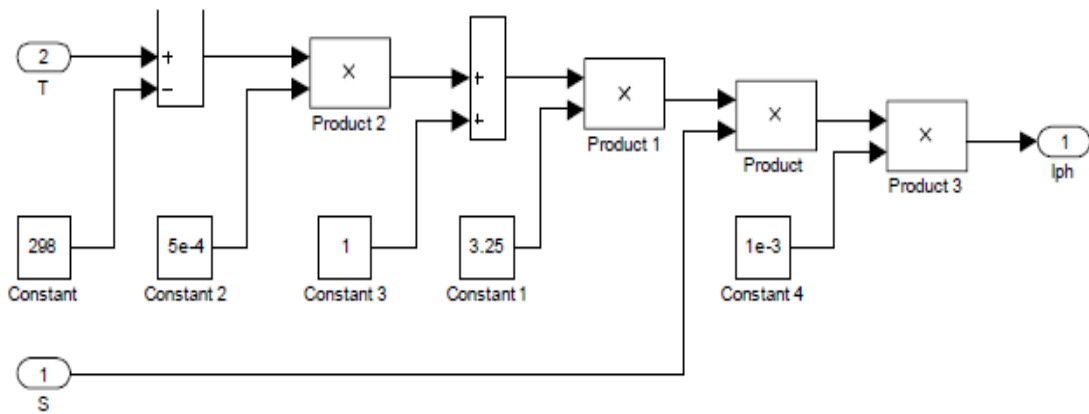 2
T
+
−
×
Product 2
+
+
×
Product 1
×
Product
×
Product 3
1
Iph
298
Constant
5e-4
Constant 2
1
Constant 3
3.25
Constant 1
1e-3
Constant 4
1
S